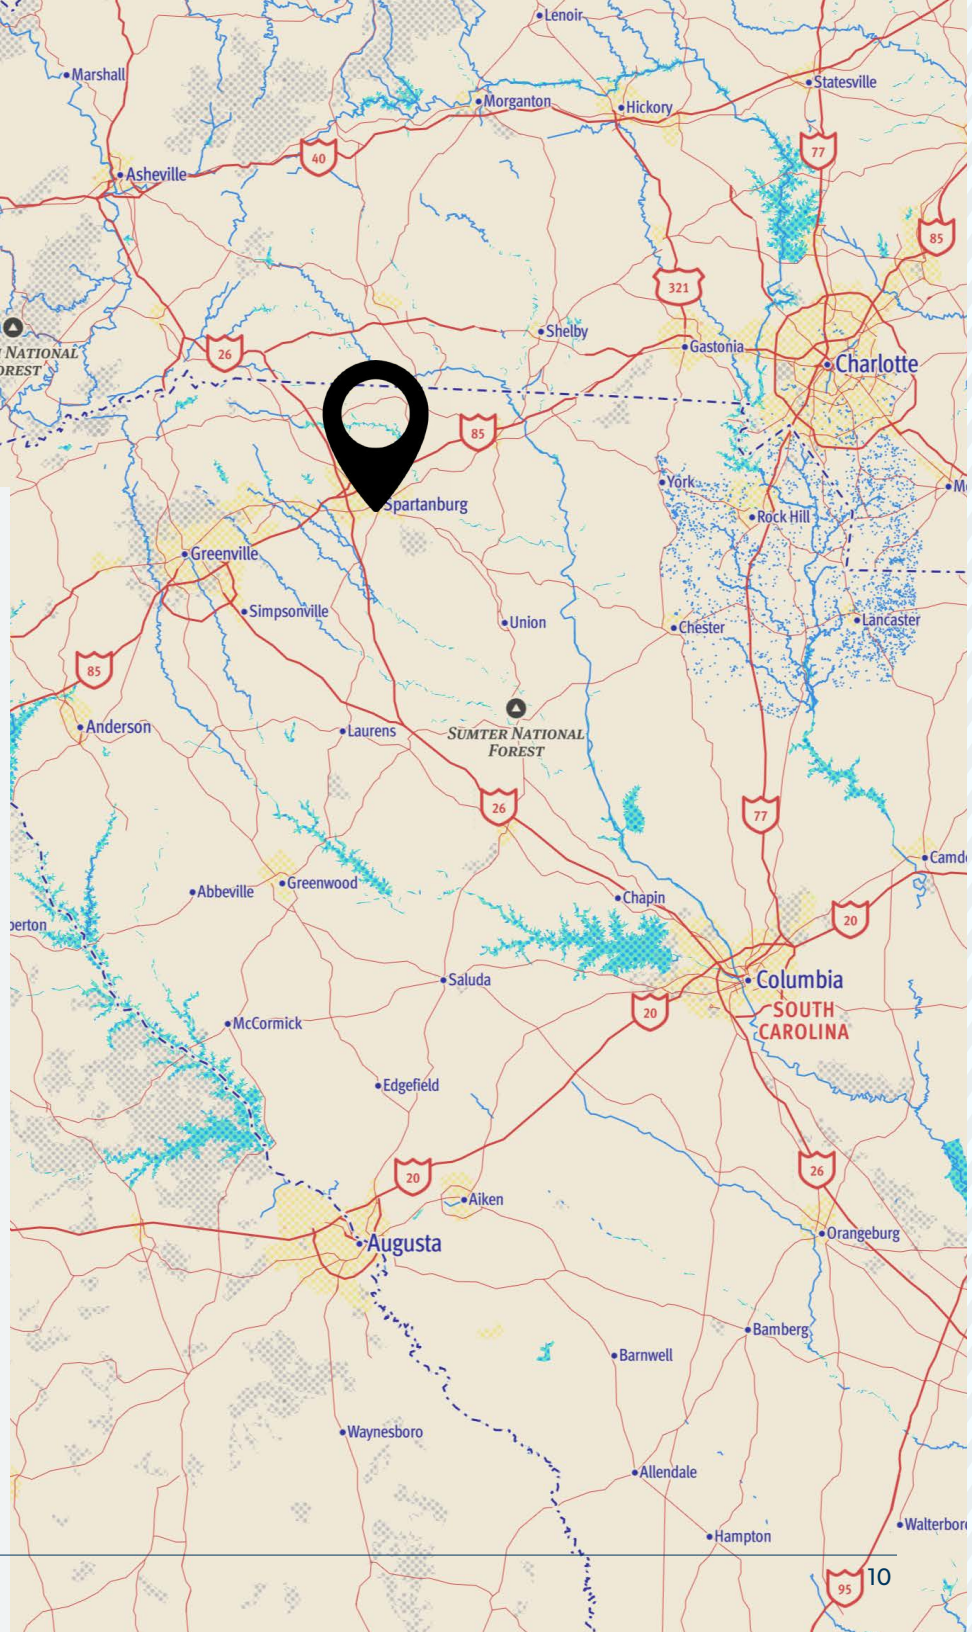 Lenoir
Marshall
Morganton
Hickory
Statesville
40
77
Asheville
85
321
NATIONAL
OREST
26
Shelby
Gastonia
Charlotte
85
York
Spartanburg
Rock Hill
Greenville
Simpsonville
Union
Chester
Lancaster
85
Anderson
Laurens
SUMTER NATIONAL
FOREST
26
77
Abbeville
Greenwood
Chapin
Camd
20
berton
Saluda
Columbia
SOUTH
CAROLINA
20
McCormick
Edgefield
20
Aiken
26
Augusta
Orangeburg
Bamberg
Barnwell
Waynesboro
Allendale
Hampton
Walterboro
95
10